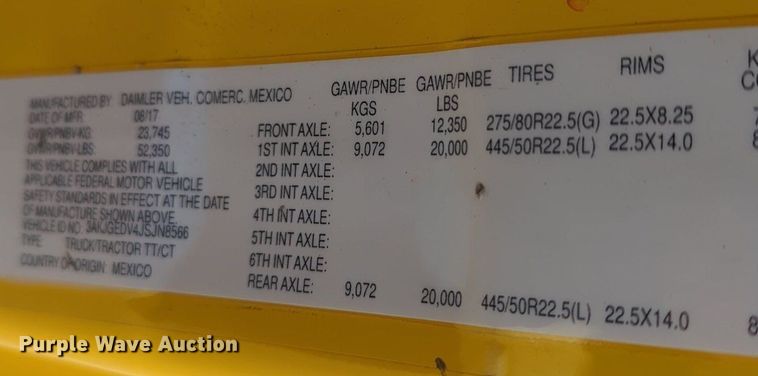 MANUFACTURED BY DAIMLER VEH. COMERC. MEXICO
DATE OF MFR 08/17
GVWR/PNBV-KG: 23,745
GVWR/PNBV-LBS: 52,350
THIS VEHICLE COMPLIES WITH ALL
APPLICABLE FEDERAL MOTOR VEHICLE
SAFETY STANDARDS IN EFFECT AT THE DATE
OF MANUFACTURE SHOWN ABOVE.
VEHICLE ID NO. 3AKJGEDV4JSJN8566
TYPE TRUCK/TRACTOR TT/CT
COUNTRY OF ORIGIN: MEXICO
GAWR/PNBE GAWR/PNBE TIRES RIMS
KGS LBS
FRONT AXLE: 5,601 12,350 275/80R22.5(G) 22.5X8.25
1ST INT AXLE: 9,072 20,000 445/50R22.5(L) 22.5X14.0
2ND INT AXLE:
3RD INT AXLE:
4TH INT AXLE:
5TH INT AXLE:
6TH INT AXLE:
REAR AXLE: 9,072 20,000 445/50R22.5(L) 22.5X14.0
Purple Wave Auction